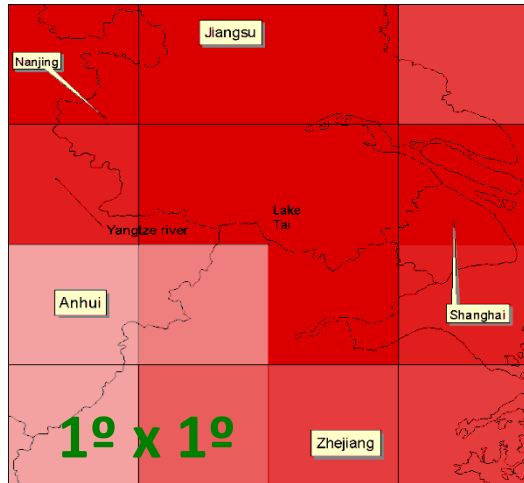 Jiangsu
Nanjing
Lake
Tai
Yangtze river
Anhui
Shanghai
1º x 1º
Zhejiang